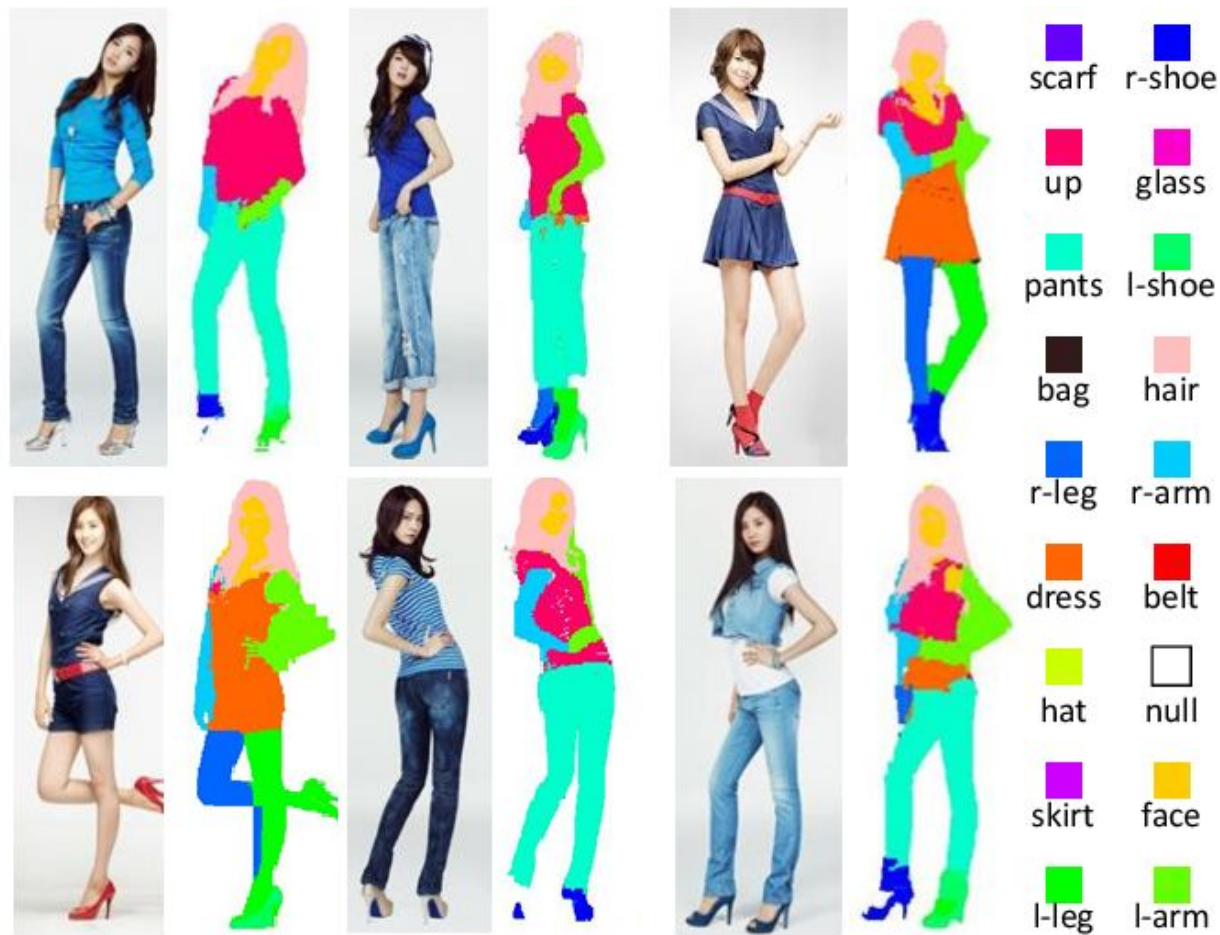 scarf r-shoe
up glass
pants l-shoe
bag hair
r-leg r-arm
dress belt
hat null
skirt face
l-leg l-arm